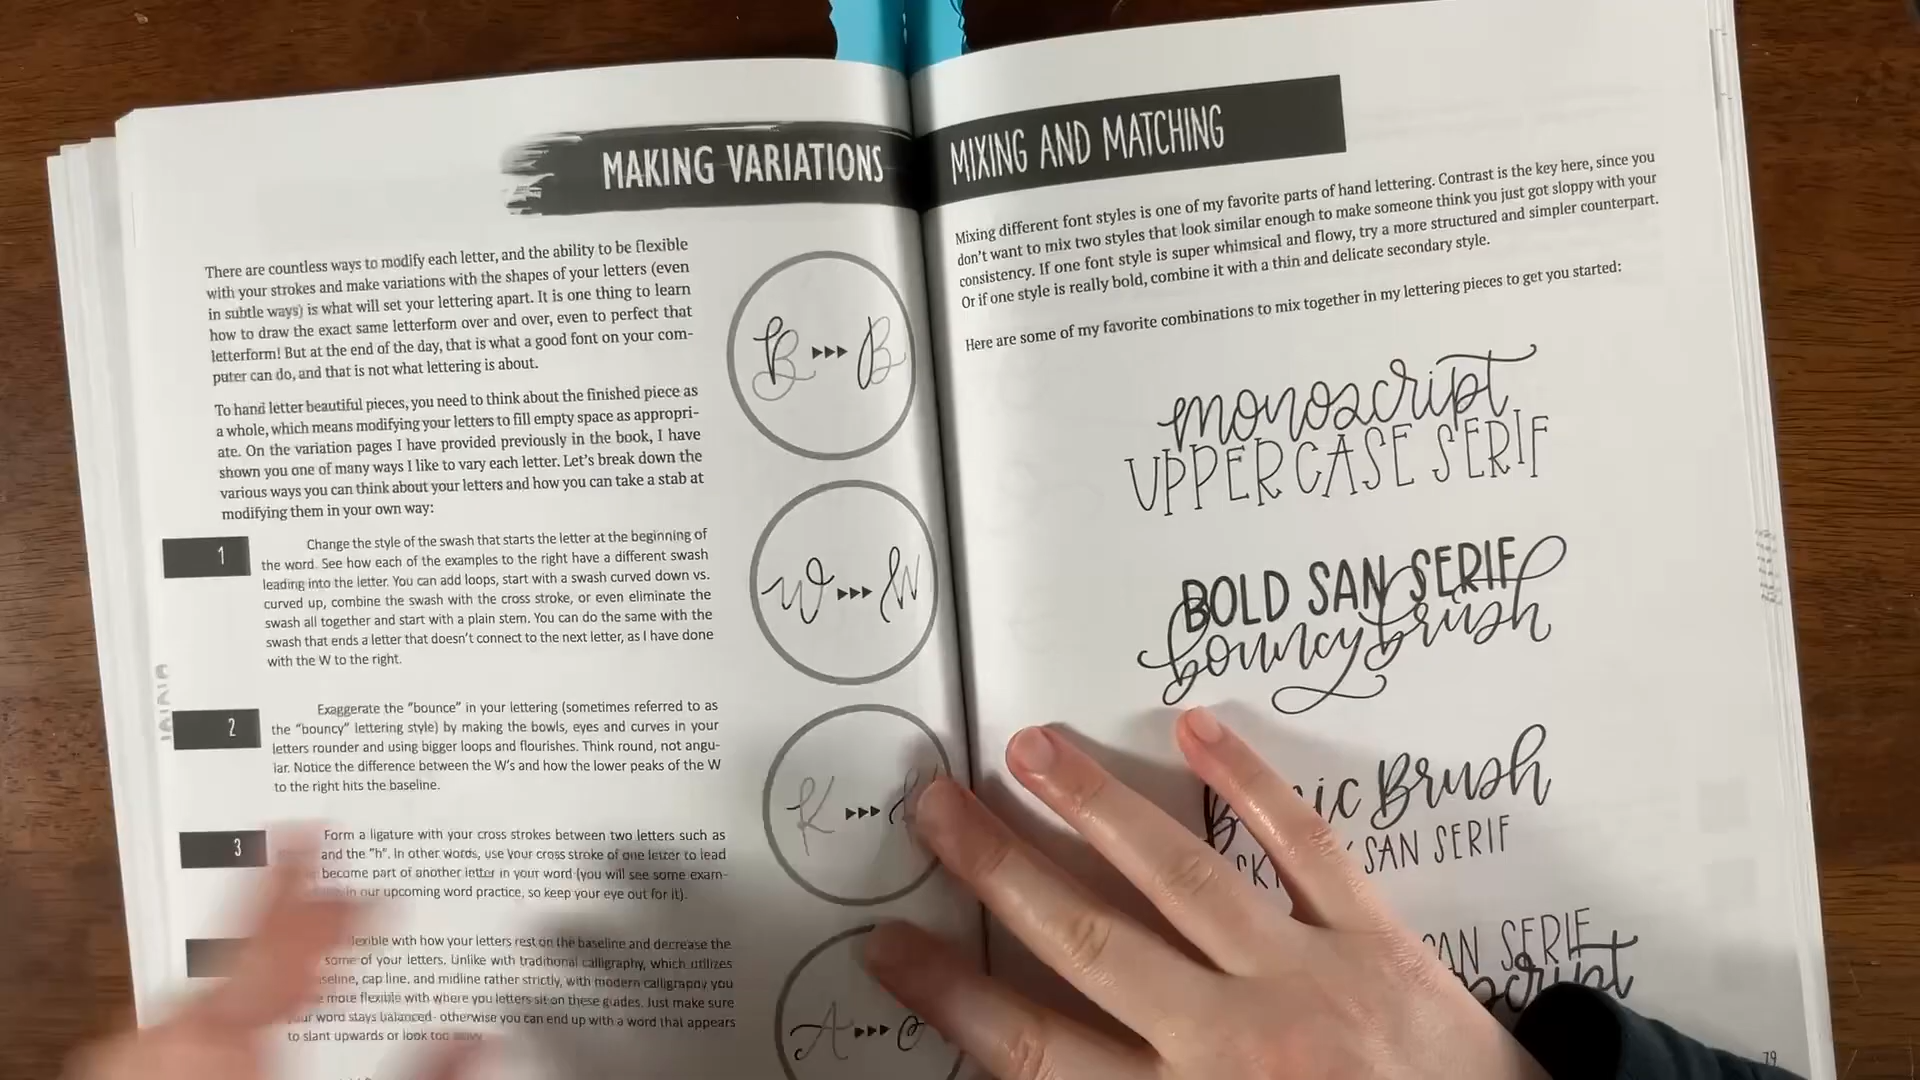 MAKING VARIATIONS
There are countless ways to modify each letter, and the ability to be flexible
with your strokes and make variations with the shapes of your letters (even
in subtle ways) is what will set your lettering apart. It is one thing to learn
how to draw the exact same letterform over and over, even to perfect that
letterform! But at the end of the day, that is what a good font on your com-
puter can do, and that is not what lettering is about.
To hand letter beautiful pieces, you need to think about the finished piece as
a whole, which means modifying your letters to fill empty space as appropri-
ate. On the variation pages I have provided previously in the book, I have
shown you one of many ways I like to vary each letter. Let's break down the
various ways you can think about your letters and how you can take a stab at
modifying them in your own way:
1
Change the style of the swash that starts the letter at the beginning of
the word. See how each of the examples to the right have a different swash
leading into the letter. You can add loops, start with a swash curved down vs.
curved up, combine the swash with the cross stroke, or even eliminate the
swash all together and start with a plain stem. You can do the same with the
swash that ends a letter that doesn't connect to the next letter, as I have done
with the W to the right.
2
Exaggerate the "bounce" in your lettering (sometimes referred to as
the "bouncy" lettering style) by making the bowls, eyes and curves in your
letters rounder and using bigger loops and flourishes. Think round, not angu-
lar. Notice the difference between the W's and how the lower peaks of the W
to the right hits the baseline.
3
Form a ligature with your cross strokes between two letters such as
and the "h". In other words, use your cross stroke of one letter to lead
become part of another letter in your word (you will see some exam-
in our upcoming word practice, so keep your eye out for it).
with how your letters rest on the baseline and decrease the
some of your letters. Unlike with traditional calligraphy, which utilizes
cap line, and midline rather strictly, with modern calligraphy you
more flexible with where you letters sit on these guides. Just make sure
word stays balanced- otherwise you can end up with a word that appears
to slant upwards or look too
B B
W W
K
A
MIXING AND MATCHING
Mixing different font styles is one of my favorite parts of hand lettering. Contrast is the key here, since you
don't want to mix two styles that look similar enough to make someone think you just got sloppy with your
consistency. If one font style is super whimsical and flowy, try a more structured and simpler counterpart.
Or if one style is really bold, combine it with a thin and delicate secondary style.
Here are some of my favorite combinations to mix together in my lettering pieces to get you started:
monoscript
UPPERCASE SERIF
BOLD SAN SERIF
bouncy brush
Brush
SAN SERIF
SERIF
79